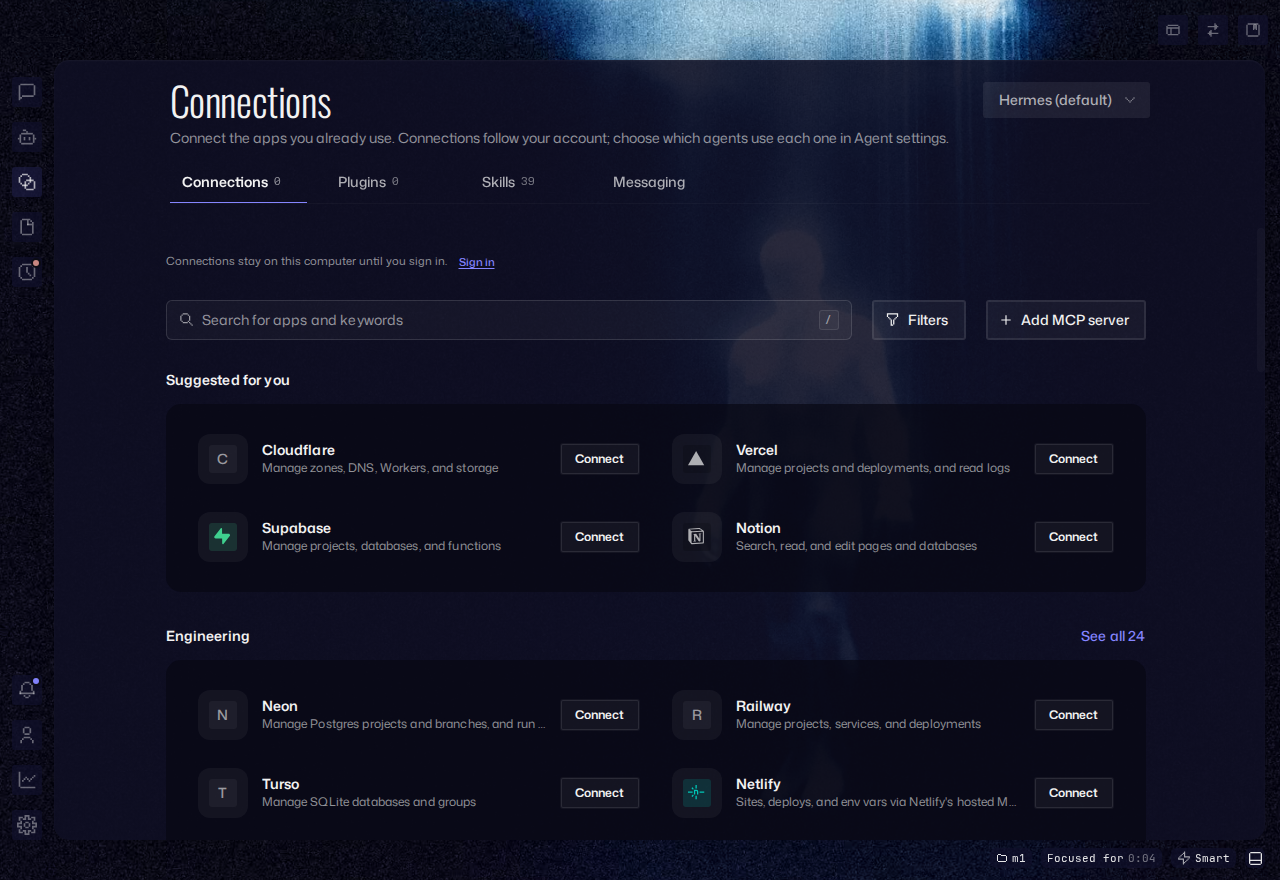 Connections
Hermes (default)
Connect the apps you already use. Connections follow your account; choose which agents use each one in Agent settings.
Connections 0
Plugins 0
Skills 39
Messaging
Connections stay on this computer until you sign in. Sign in
Search for apps and keywords /
Filters
+ Add MCP server
Suggested for you
C
Cloudflare
Manage zones, DNS, Workers, and storage
Connect
Vercel
Manage projects and deployments, and read logs
Connect
Supabase
Manage projects, databases, and functions
Connect
N
Notion
Search, read, and edit pages and databases
Connect
Engineering
See all 24
N
Neon
Manage Postgres projects and branches, and run ...
Connect
R
Railway
Manage projects, services, and deployments
Connect
T
Turso
Manage SQLite databases and groups
Connect
Netlify
Sites, deploys, and env vars via Netlify's hosted M...
Connect
m1
Focused for 0:04
Smart